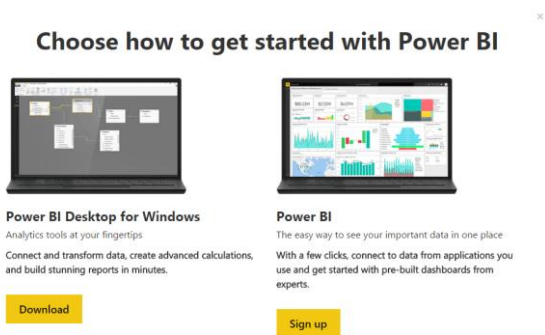 Choose how to get started with Power BI
Power BI Desktop for Windows
Analytics tools at your fingertips
Connect and transform data, create advanced calculations,
and build stunning reports in minutes.
Download
Power BI
The easy way to see your important data in one place
With a few clicks, connect to data from applications you
use and get started with pre-built dashboards from
experts.
Sign up